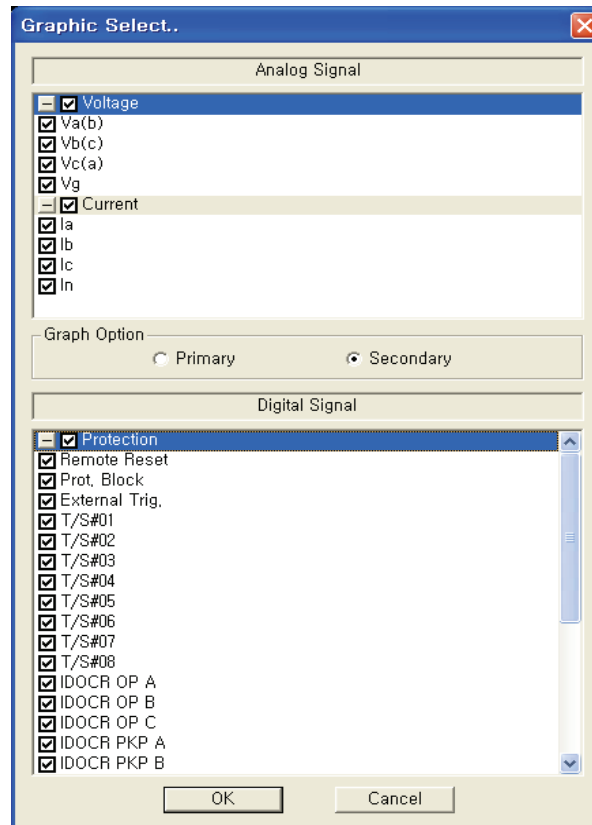 Graphic Select..
Analog Signal
Voltage
Va(b)
Vb(c)
Vc(a)
Vg
Current
Ia
Ib
Ic
In
Graph Option
Primary Secondary
Digital Signal
Protection
Remote Reset
Prot. Block
External Trig.
T/S#01
T/S#02
T/S#03
T/S#04
T/S#05
T/S#06
T/S#07
T/S#08
IDOCR OP A
IDOCR OP B
IDOCR OP C
IDOCR PKP A
IDOCR PKP B
OK Cancel